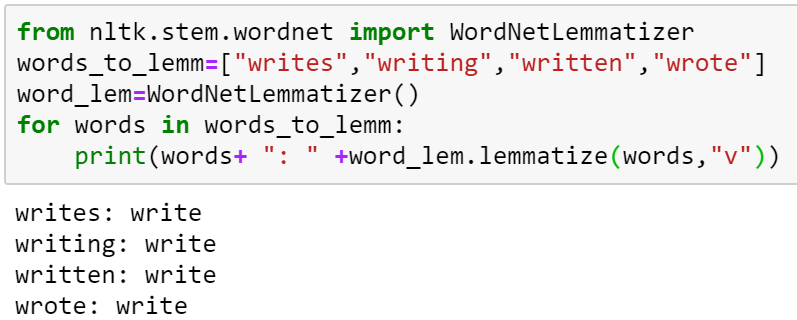 from nltk.stem.wordnet import WordNetLemmatizer
words_to_lemm=["writes","writing","written","wrote"]
word_lem=WordNetLemmatizer()
for words in words_to_lemm:
    print(words+ ": " +word_lem.lemmatize(words,"v"))
writes: write
writing: write
written: write
wrote: write